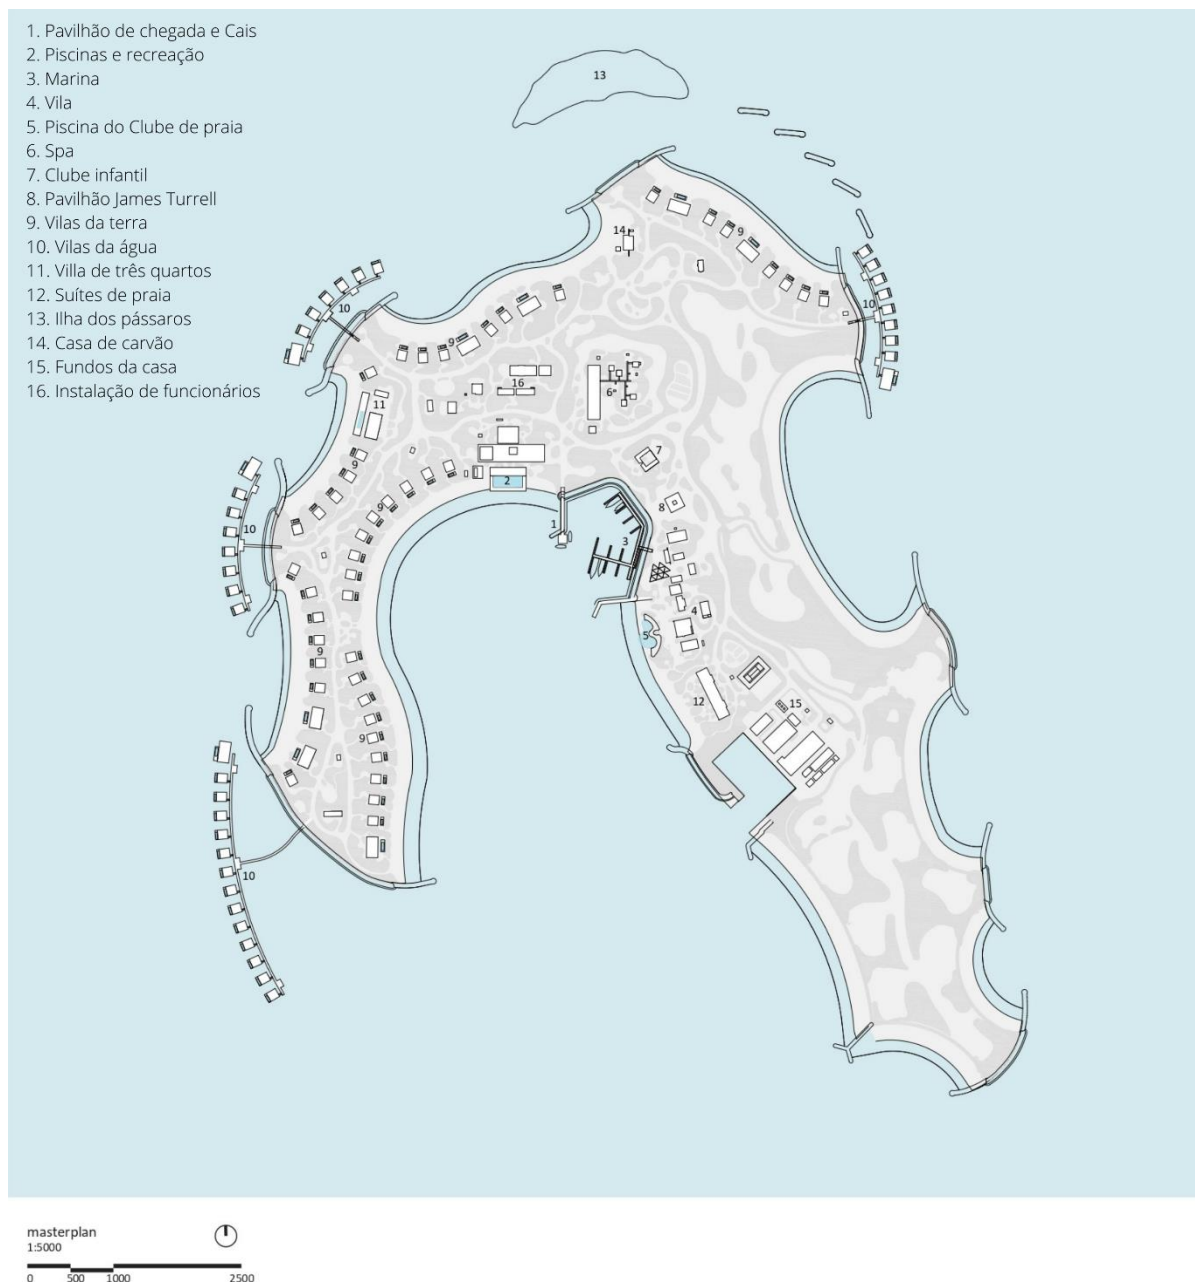 1. Pavilhão de chegada e Cais
2. Piscinas e recreação
3. Marina
4. Vila
5. Piscina do Clube de praia
6. Spa
7. Clube infantil
8. Pavilhão James Turrell
9. Vilas da terra
10. Vilas da água
11. Villa de três quartos
12. Suítes de praia
13. Ilha dos pássaros
14. Casa de carvão
15. Fundos da casa
16. Instalação de funcionários
13
14
9
10
10
9
16
6
11
7
9
2
9
8
10
1
3
4
5
9
12
15
9
10
masterplan
1:5000
0 500 1000 2500